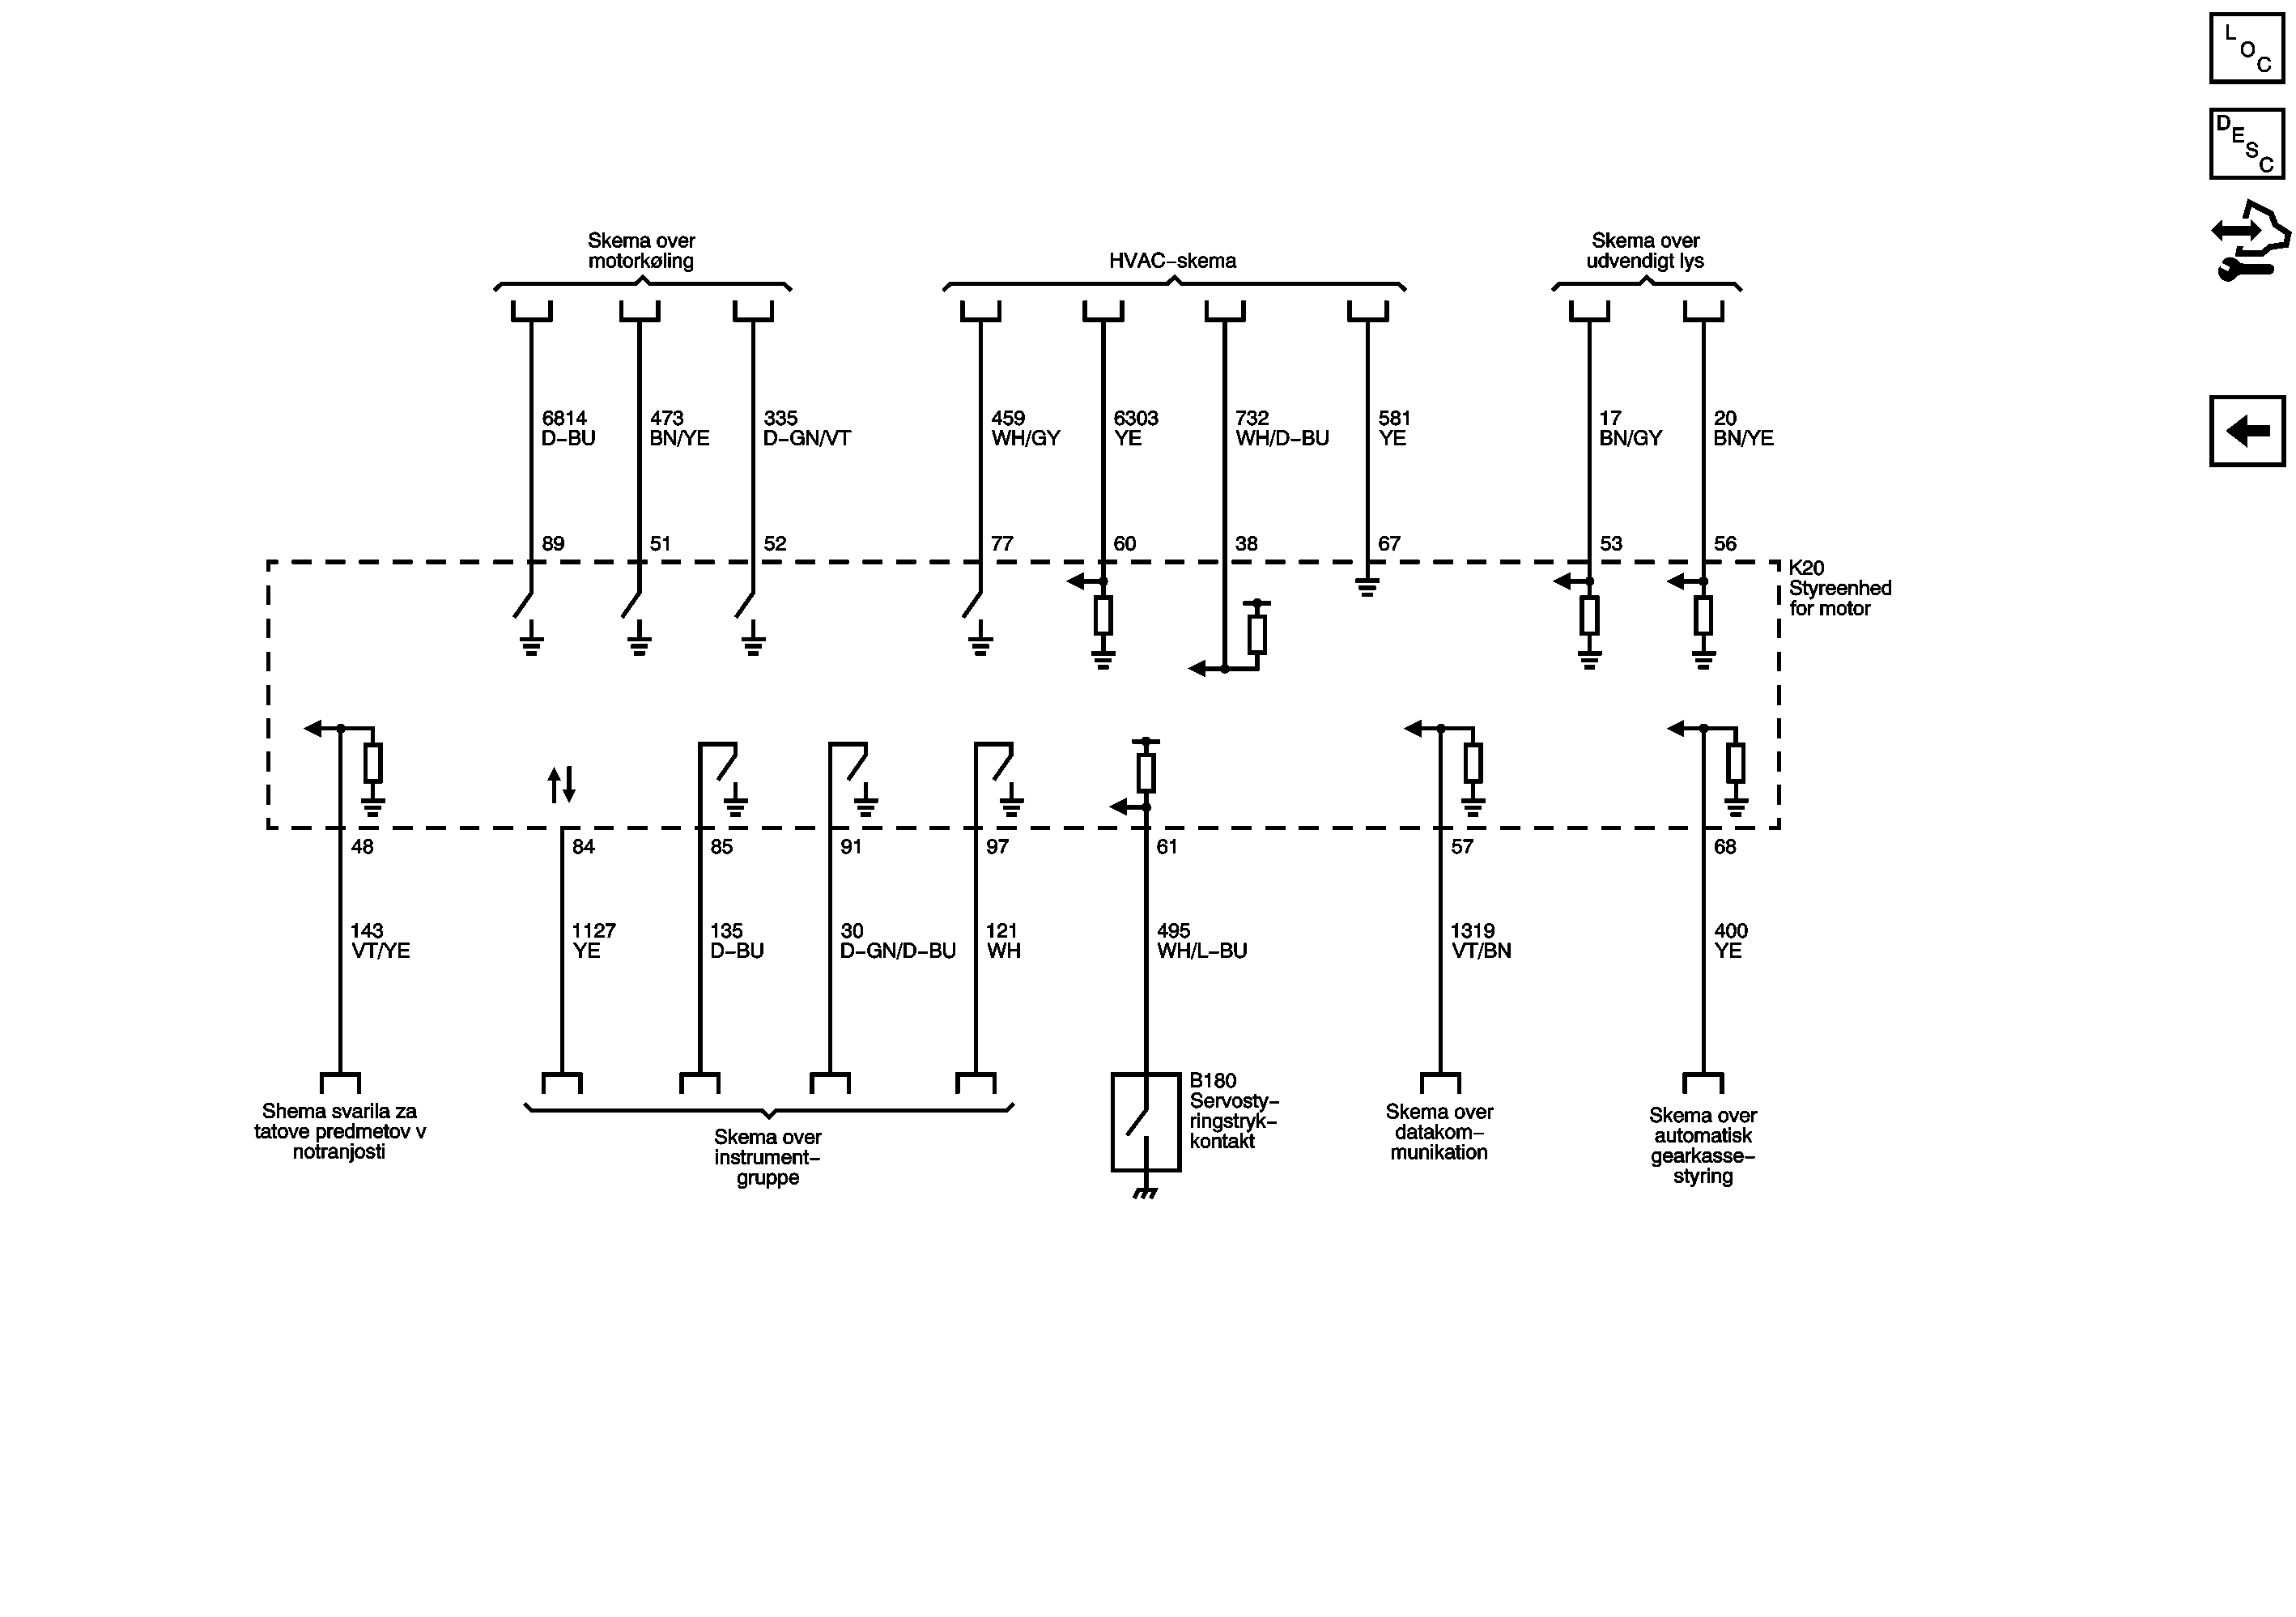 L
O
C
D
E
S
C
Skema over
motorkøling
HVAC-skema
Skema over
udvendigt lys
6814
D-BU
473
BN/YE
335
D-GN/VT
459
WH/GY
6303
YE
732
WH/D-BU
581
YE
17
BN/GY
20
BN/YE
89
51
52
77
60
38
67
53
56
K20
Styreenhed
for motor
48
84
85
91
97
61
57
68
143
VT/YE
1127
YE
135
D-BU
30
D-GN/D-BU
121
WH
495
WH/L-BU
1319
VT/BN
400
YE
Shema svarila za
tatove predmetov v
notranjosti
Skema over
instrument-
gruppe
B180
Servosty-
ringstryk-
kontakt
Skema over
datakom-
munikation
Skema over
automatisk
gearkasse-
styring